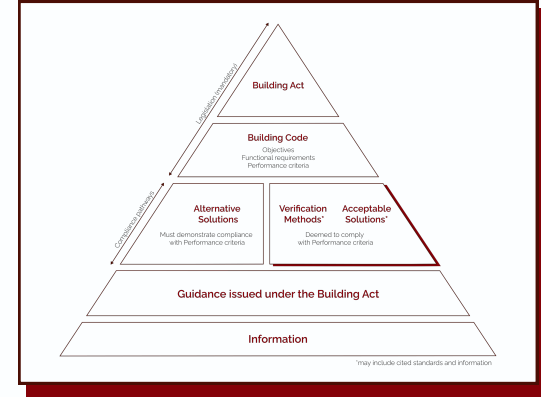 Legislation (mandatory)
Building Act
Building Code
Objectives
Functional requirements
Performance criteria
Compliance pathways
Alternative
Solutions
Must demonstrate compliance
with Performance criteria
Verification
Methods*
Acceptable
Solutions*
Deemed to comply
with Performance criteria
Guidance issued under the Building Act
Information
*may include cited standards and information